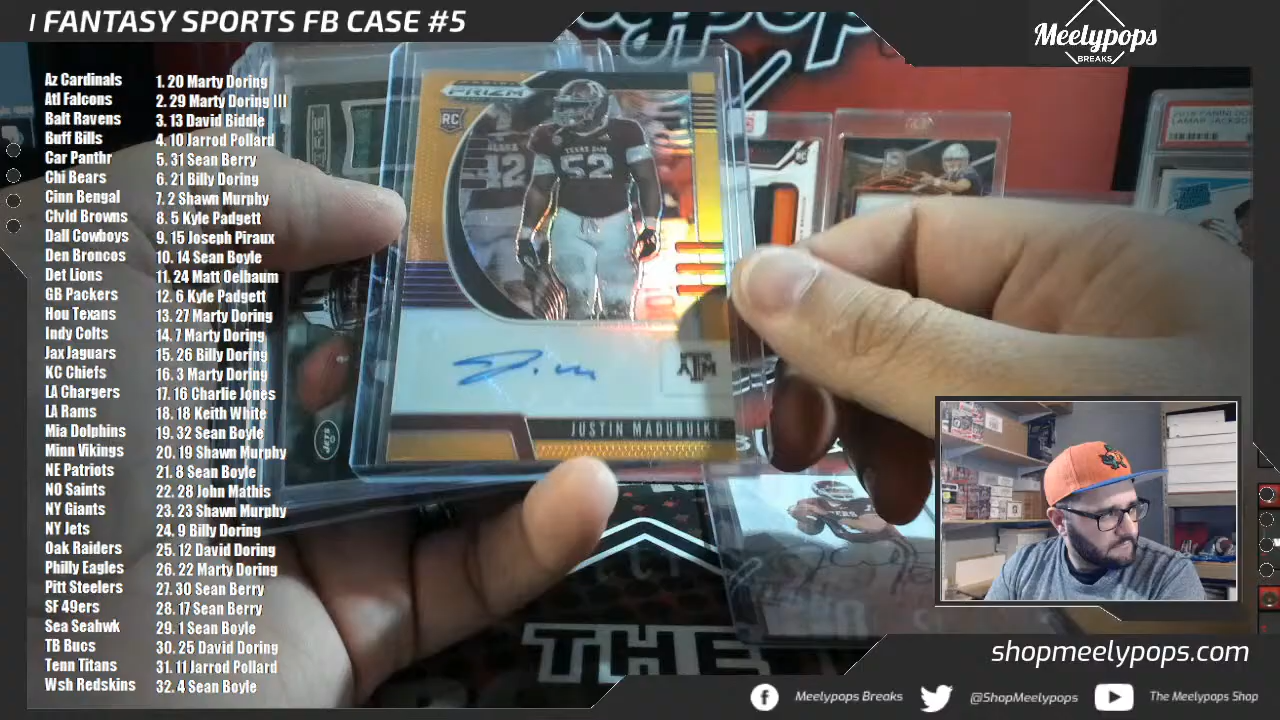 I FANTASY SPORTS FB CASE #5
Meelypops
BREAKS
Az Cardinals 1. 20 Marty Doring
Atl Falcons 2. 29 Marty Doring III
Balt Ravens 3. 13 David Biddle
Buff Bills 4. 10 Jarrod Pollard
Car Panthr 5. 31 Sean Berry
Chi Bears 6. 21 Billy Doring
Cinn Bengal 7. 2 Shawn Murphy
Clvld Browns 8. 5 Kyle Padgett
Dall Cowboys 9. 15 Joseph Piraux
Den Broncos 10. 14 Sean Boyle
Det Lions 11. 24 Matt Oelbaum
GB Packers 12. 6 Kyle Padgett
Hou Texans 13. 27 Marty Doring
Indy Colts 14. 7 Marty Doring
Jax Jaguars 15. 26 Billy Doring
KC Chiefs 16. 3 Marty Doring
LA Chargers 17. 16 Charlie Jones
LA Rams 18. 18 Keith White
Mia Dolphins 19. 32 Sean Boyle
Minn Vikings 20. 19 Shawn Murphy
NE Patriots 21. 8 Sean Boyle
NO Saints 22. 28 John Mathis
NY Giants 23. 23 Shawn Murphy
NY Jets 24. 9 Billy Doring
Oak Raiders 25. 12 David Doring
Philly Eagles 26. 22 Marty Doring
Pitt Steelers 27. 30 Sean Berry
SF 49ers 28. 17 Sean Berry
Sea Seahwk 29. 1 Sean Boyle
TB Bucs 30. 25 David Doring
Tenn Titans 31. 11 Jarrod Pollard
Wsh Redskins 32. 4 Sean Boyle
PANINI
PRIZM
RC
12
TEXAS A&M
52
ATM
JUSTIN MADUBUIKE
JETS
RC
LAMAR JACKSON
THE
shopmeelypops.com
Meelypops Breaks @ShopMeelypops The Meelypops Shop